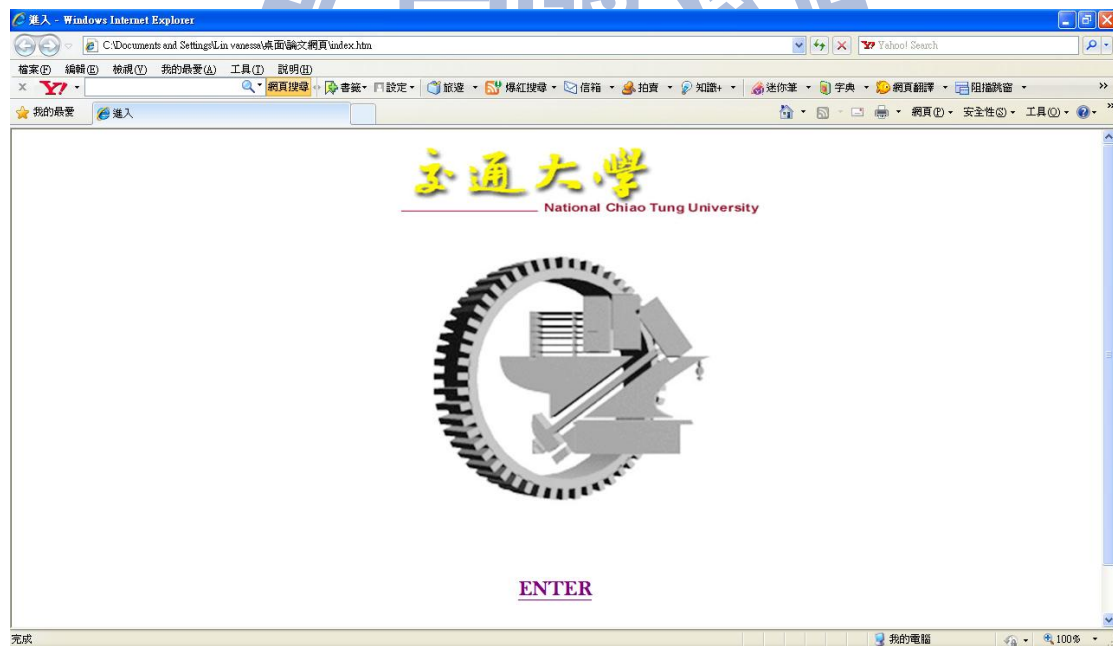 進入 - Windows Internet Explorer
C:\Documents and Settings\Lin vanessa\桌面\論文網頁\index.htm
Yahoo! Search
檔案(F) 編輯(E) 檢視(V) 我的最愛(A) 工具(T) 說明(H)
× Y! 網頁搜尋 書籤 設定 旅遊 爆紅搜尋 信箱 拍賣 知識+ 迷你筆 字典 網頁翻譯 阻擋跳窗 »
我的最愛 進入 網頁(P) 安全性(S) 工具(O) »
交通大學
National Chiao Tung University
ENTER
完成 我的電腦 100%